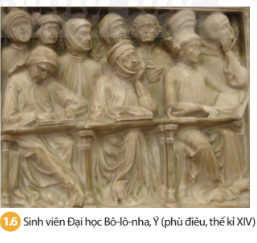 1.6 Sinh viên Đại học Bô-lô-nha, Ý (phù điêu, thế kỉ XIV)